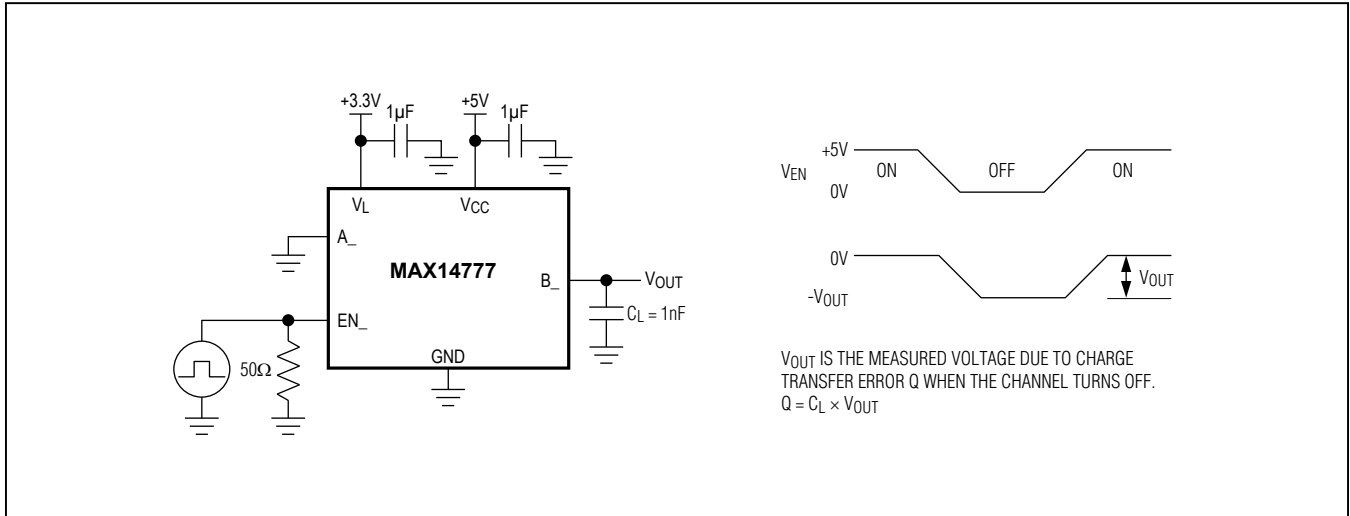 +3.3V 1µF
+5V 1µF
VL VCC
A_
MAX14777
B_ VOUT
CL = 1nF
EN_
50Ω
GND
+5V
VEN ON OFF ON
0V
0V
VOUT
-VOUT
VOUT IS THE MEASURED VOLTAGE DUE TO CHARGE
TRANSFER ERROR Q WHEN THE CHANNEL TURNS OFF.
Q = CL × VOUT